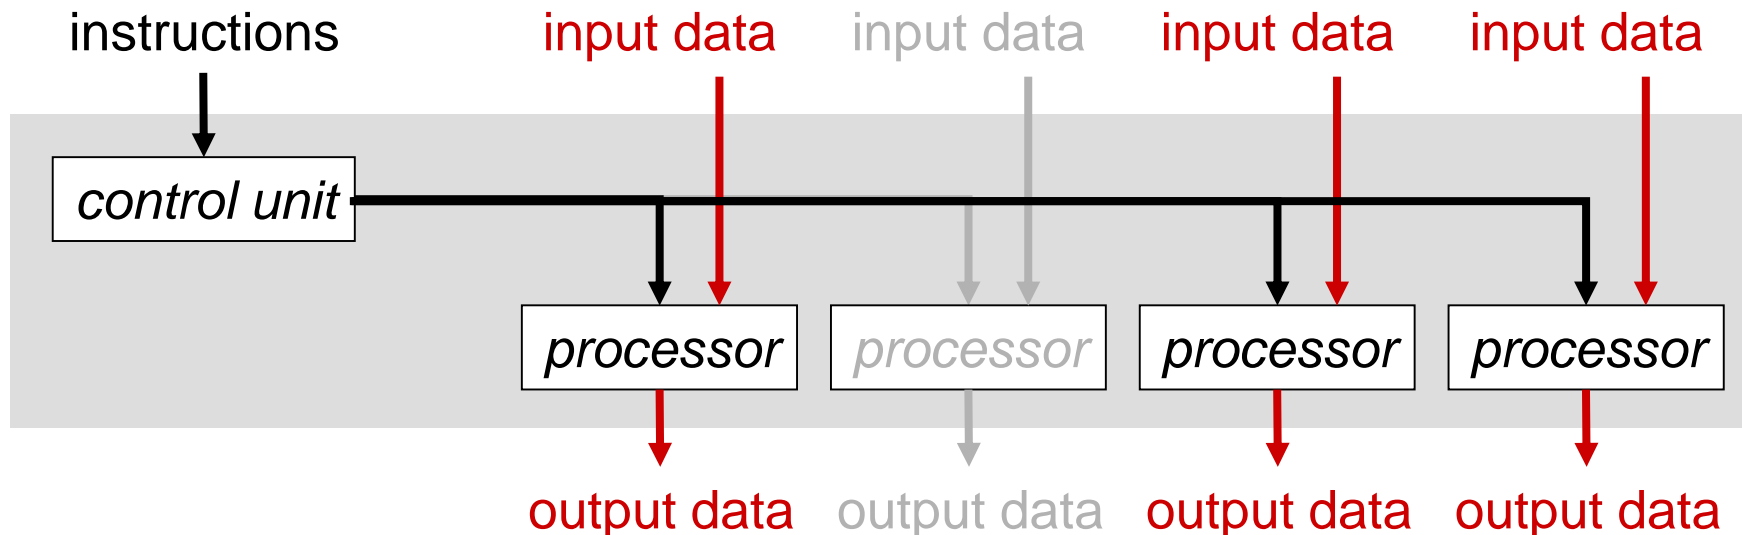 instructions input data input data input data input data
control unit
processor processor processor processor
output data output data output data output data